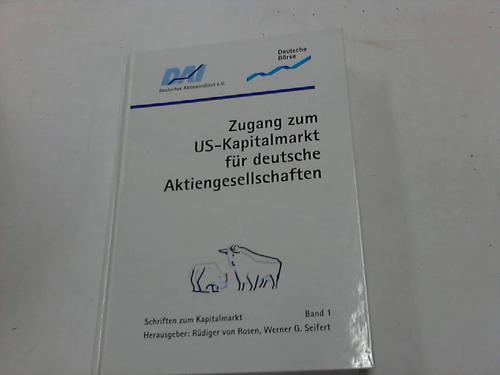 DAI
Deutsches Aktieninstitut e.V.
Deutsche
Börse
Zugang zum
US-Kapitalmarkt
für deutsche
Aktiengesellschaften
Schriften zum Kapitalmarkt Band 1
Herausgeber: Rüdiger von Rosen, Werner G. Seifert